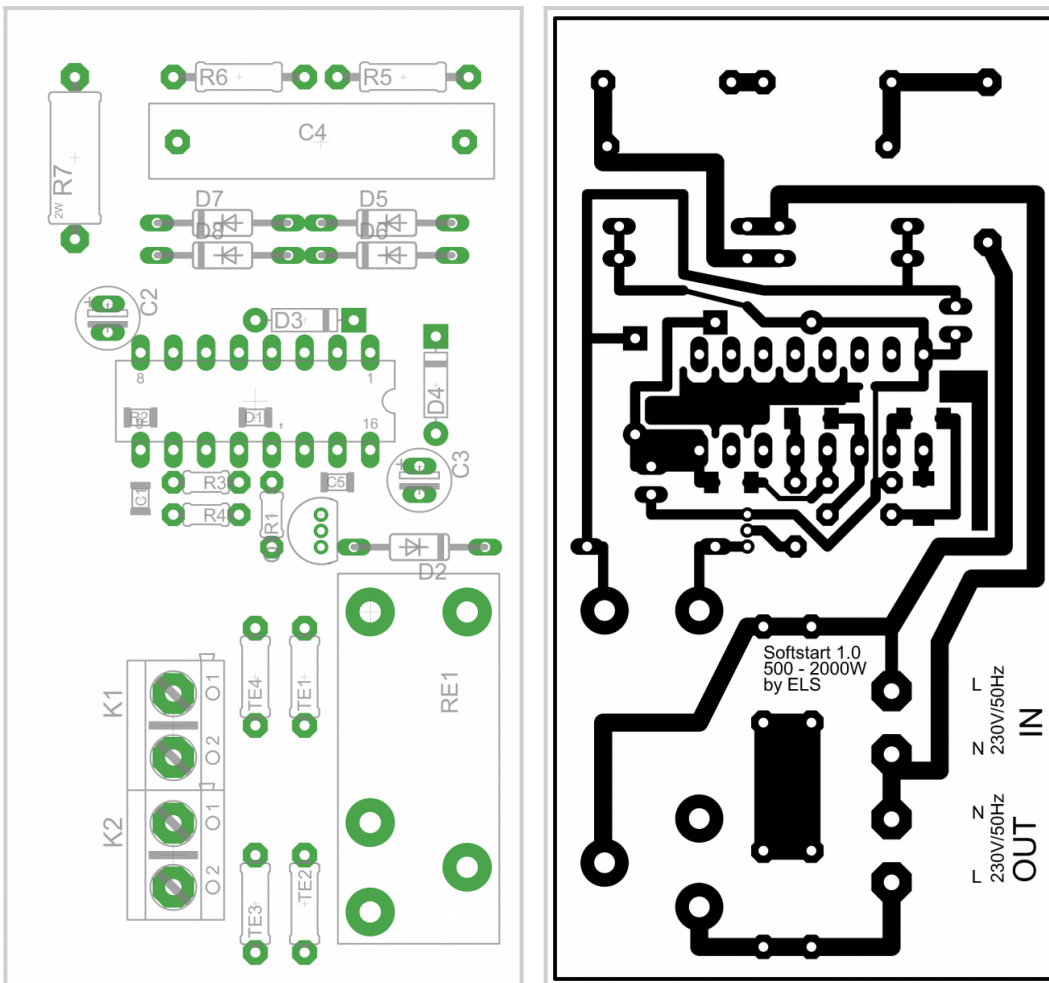 R6
R5
C4
R7
2W
D7
D5
D8
D6
C2
+
D3
8
1
D4
R2
9
D1
,
16
C3
+
R3
C1
C5
R4
R1
D2
K1
O1
O2
TE4
TE1
RE1
K2
O1
O2
TE3
TE2
Softstart 1.0
500 - 2000W
by ELS
L
230V/50Hz
N
IN
N
230V/50Hz
L
OUT